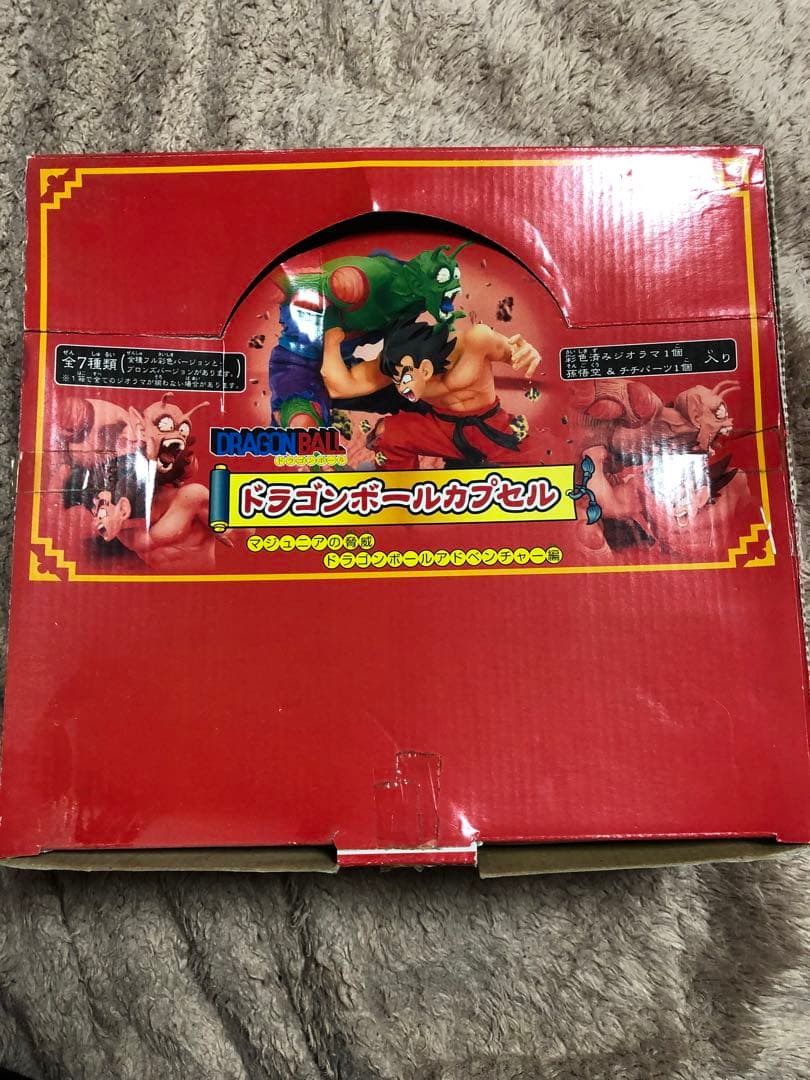 全7種類(全種フル彩色バージョンと
ブロンズバージョンがあります。)
※1箱で全てのジオラマが揃わない場合があります。
彩色済みジオラマ1個
孫悟空 & チチパーツ1個
入り
DRAGON BALL
ドラゴンボール
ドラゴンボールカプセル
マジュニアの脅威
ドラゴンボールアドベンチャー編